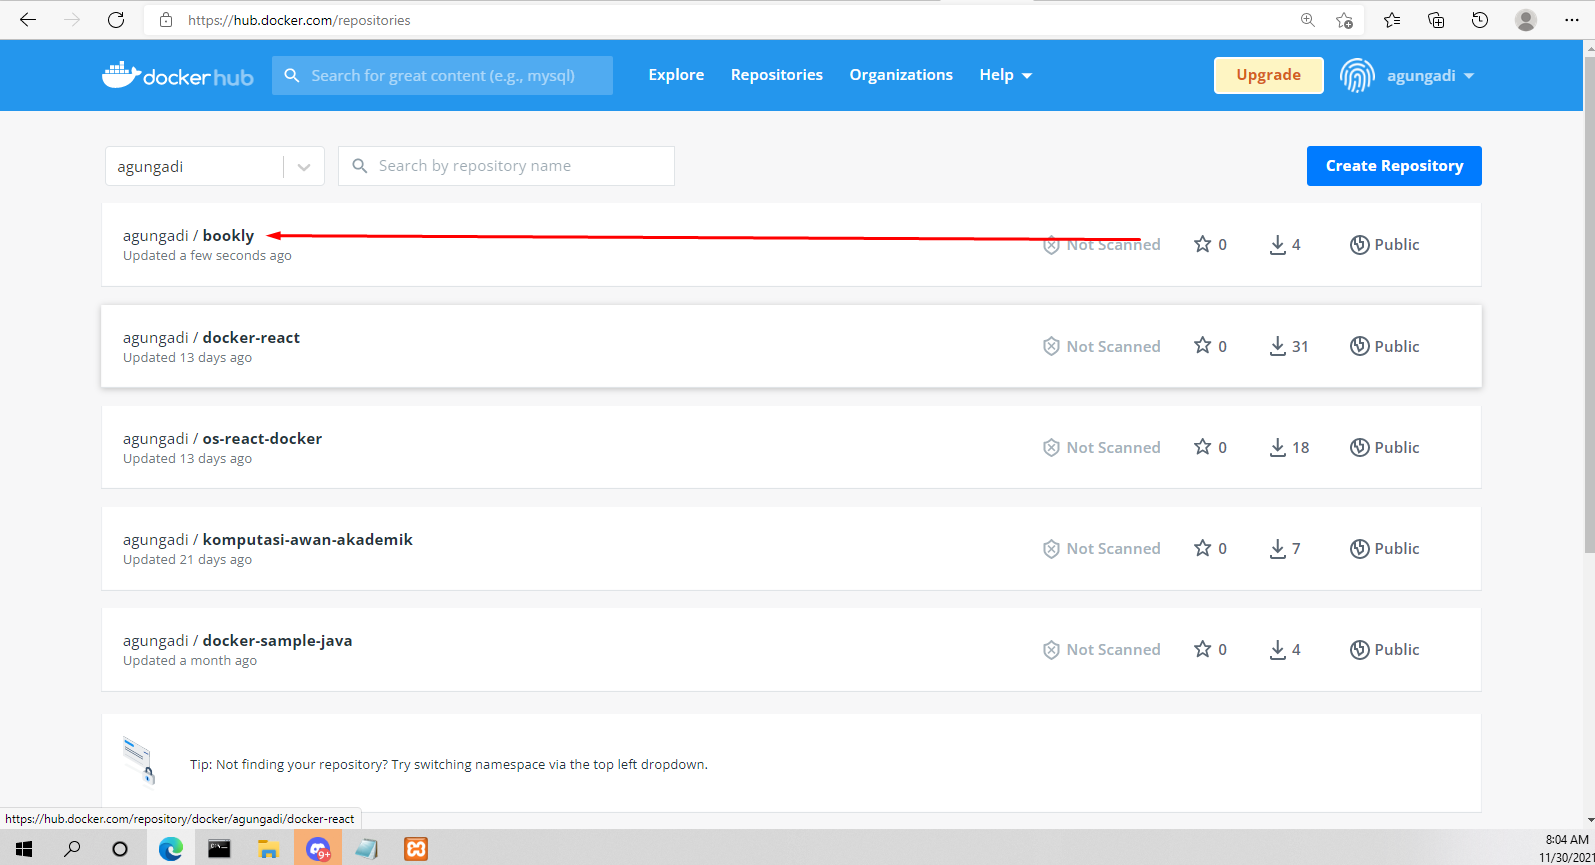 https://hub.docker.com/repositories
dockerhub
Search for great content (e.g., mysql)
Explore
Repositories
Organizations
Help
Upgrade
agungadi
agungadi
Search by repository name
Create Repository
agungadi / bookly
Updated a few seconds ago
Not Scanned
0
4
Public
agungadi / docker-react
Updated 13 days ago
Not Scanned
0
31
Public
agungadi / os-react-docker
Updated 13 days ago
Not Scanned
0
18
Public
agungadi / komputasi-awan-akademik
Updated 21 days ago
Not Scanned
0
7
Public
agungadi / docker-sample-java
Updated a month ago
Not Scanned
0
4
Public
Tip: Not finding your repository? Try switching namespace via the top left dropdown.
https://hub.docker.com/repository/docker/agungadi/docker-react
9+
8:04 AM
11/30/2021